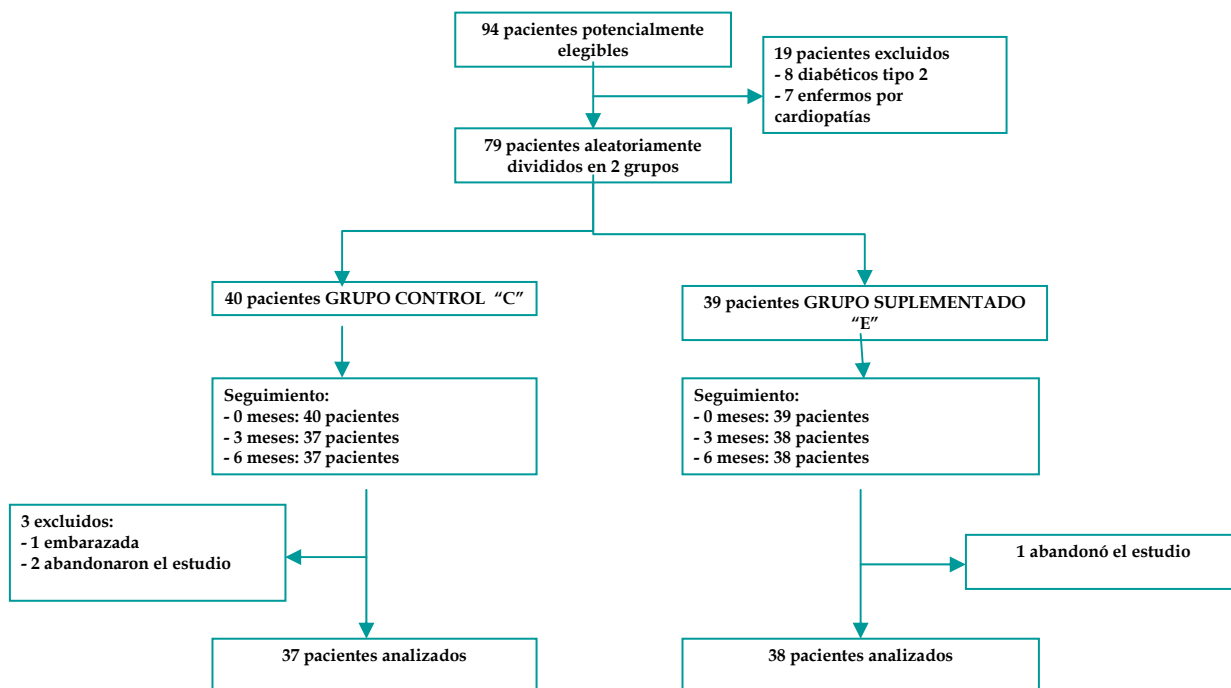 94 pacientes potencialmente
elegibles
19 pacientes excluidos
- 8 diabéticos tipo 2
- 7 enfermos por
cardiopatías
79 pacientes aleatoriamente
divididos en 2 grupos
40 pacientes GRUPO CONTROL “C”
39 pacientes GRUPO SUPLEMENTADO
“E”
Seguimiento:
- 0 meses: 40 pacientes
- 3 meses: 37 pacientes
- 6 meses: 37 pacientes
Seguimiento:
- 0 meses: 39 pacientes
- 3 meses: 38 pacientes
- 6 meses: 38 pacientes
3 excluidos:
- 1 embarazada
- 2 abandonaron el estudio
1 abandonó el estudio
37 pacientes analizados
38 pacientes analizados